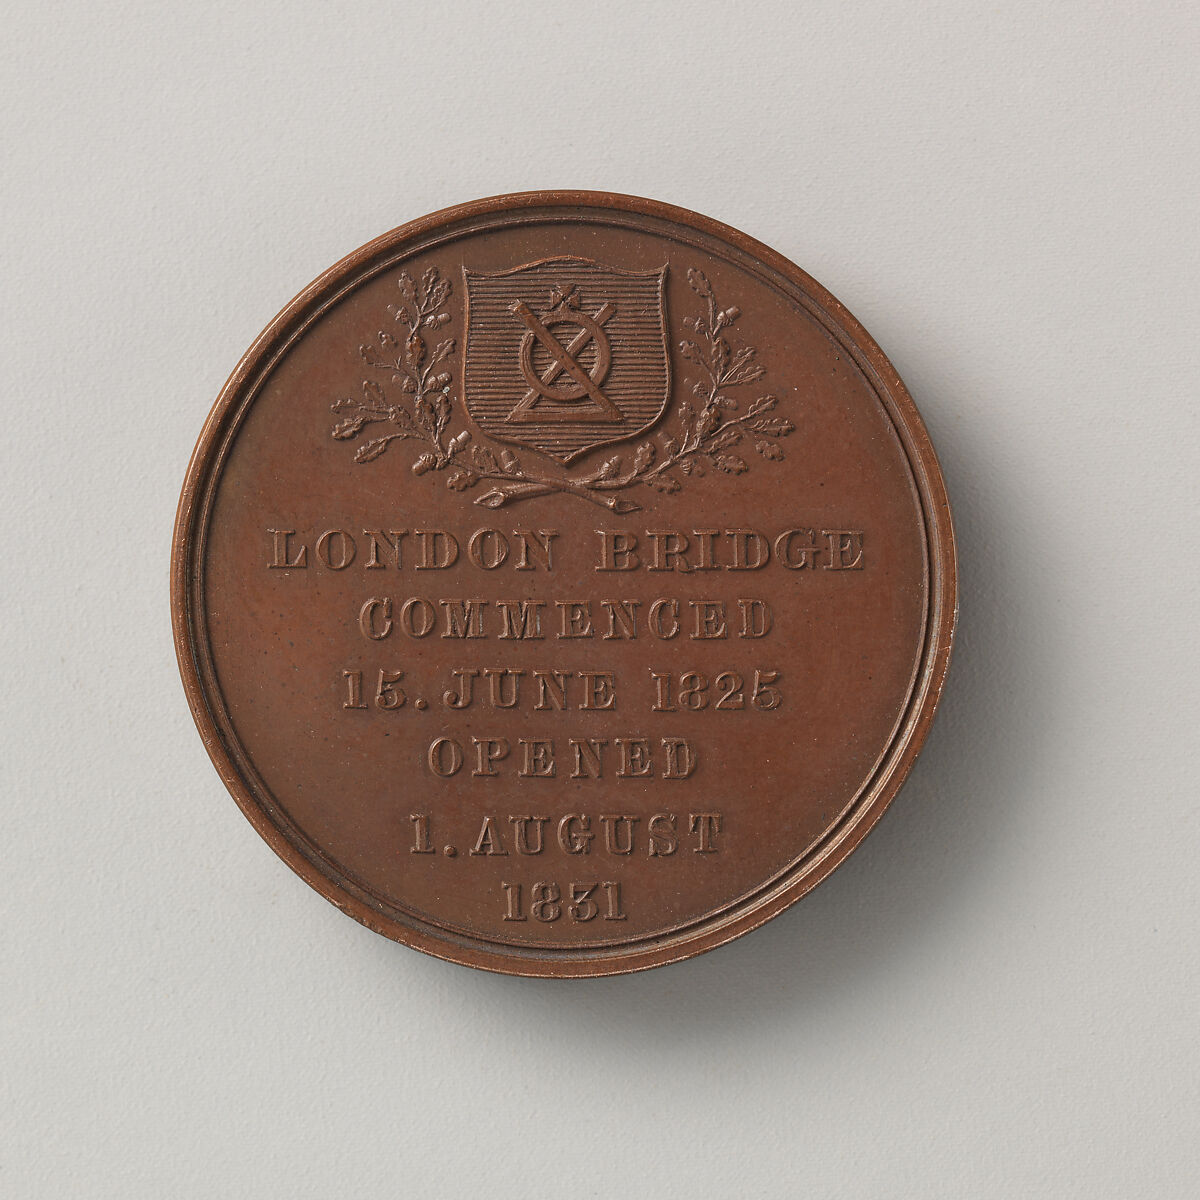 LONDON BRIDGE
COMMENCED
15. JUNE 1825
OPENED
1. AUGUST
1831